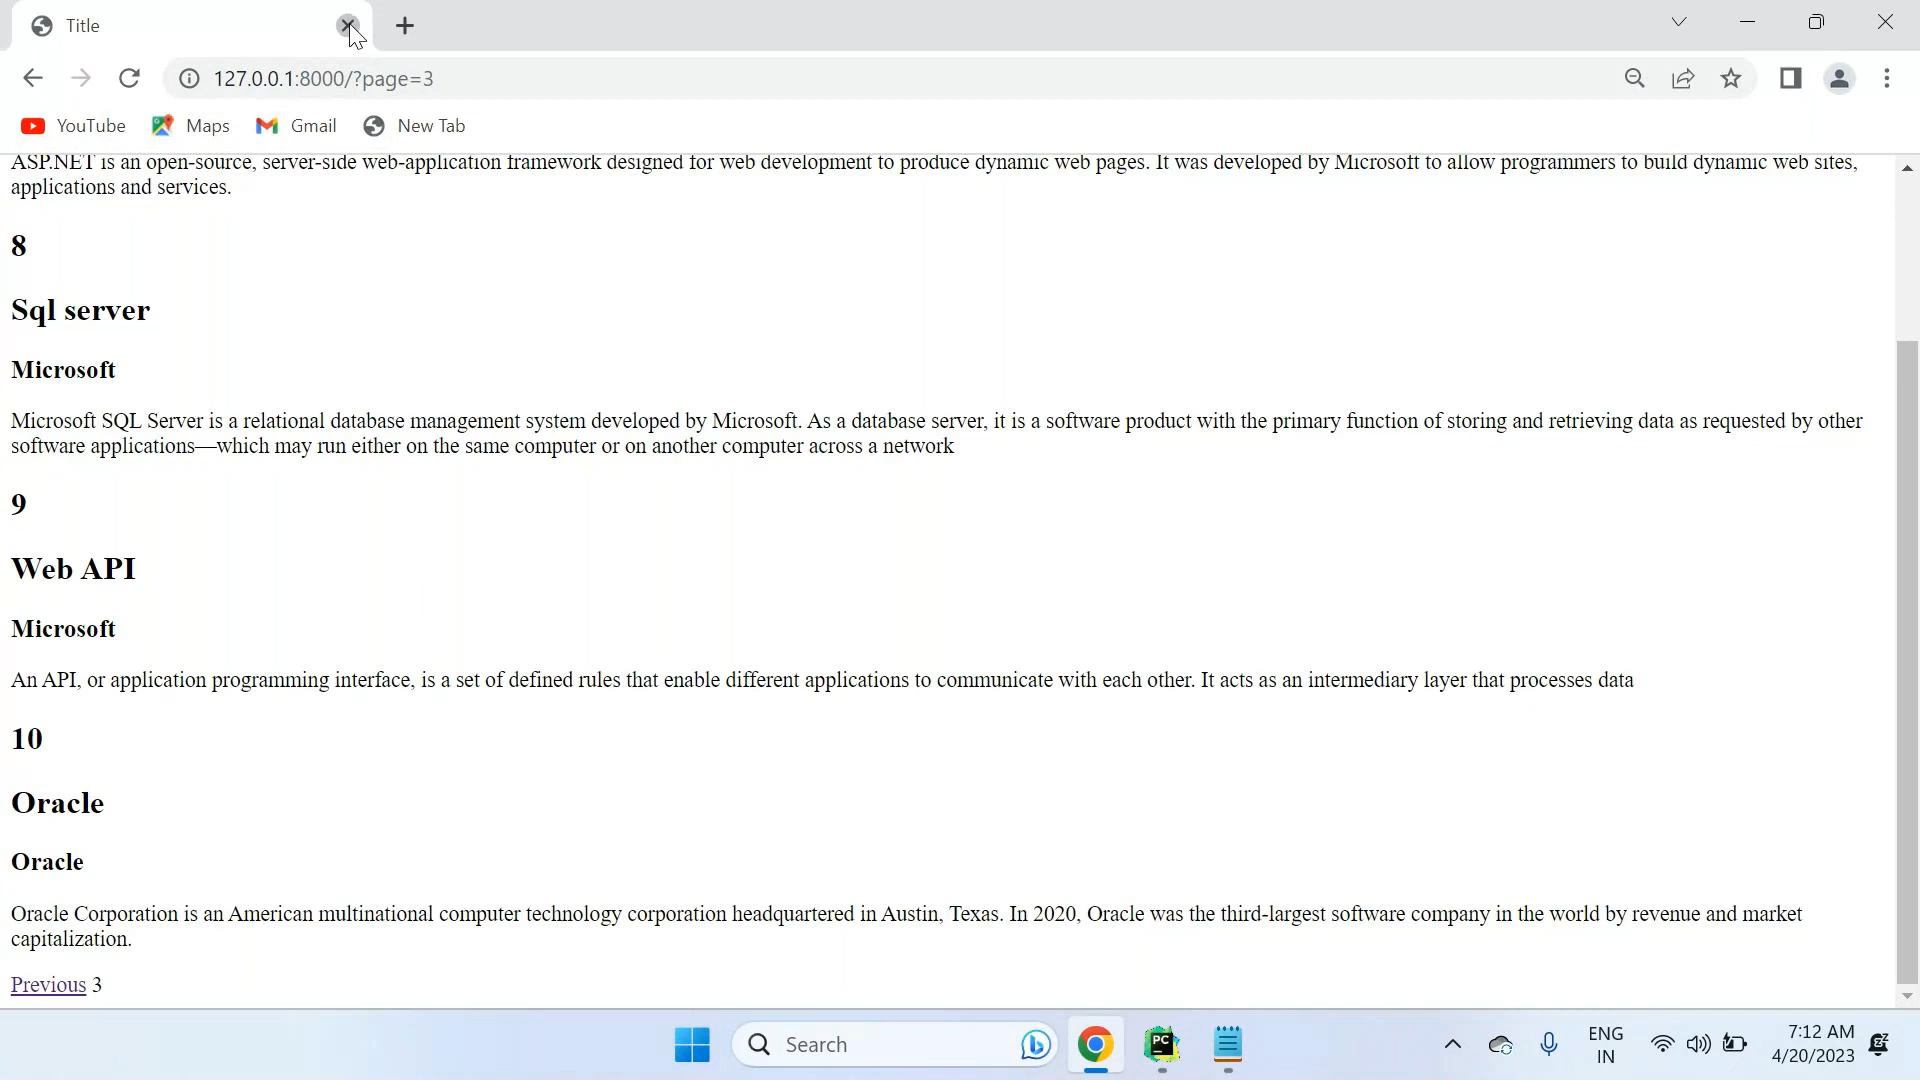 Title
127.0.0.1:8000/?page=3
YouTube Maps Gmail New Tab
ASP.NET is an open-source, server-side web-application framework designed for web development to produce dynamic web pages. It was developed by Microsoft to allow programmers to build dynamic web sites,
applications and services.
8
Sql server
Microsoft
Microsoft SQL Server is a relational database management system developed by Microsoft. As a database server, it is a software product with the primary function of storing and retrieving data as requested by other
software applications—which may run either on the same computer or on another computer across a network
9
Web API
Microsoft
An API, or application programming interface, is a set of defined rules that enable different applications to communicate with each other. It acts as an intermediary layer that processes data
10
Oracle
Oracle
Oracle Corporation is an American multinational computer technology corporation headquartered in Austin, Texas. In 2020, Oracle was the third-largest software company in the world by revenue and market
capitalization.
Previous 3
Search
PC
ENG
IN
7:12 AM
4/20/2023